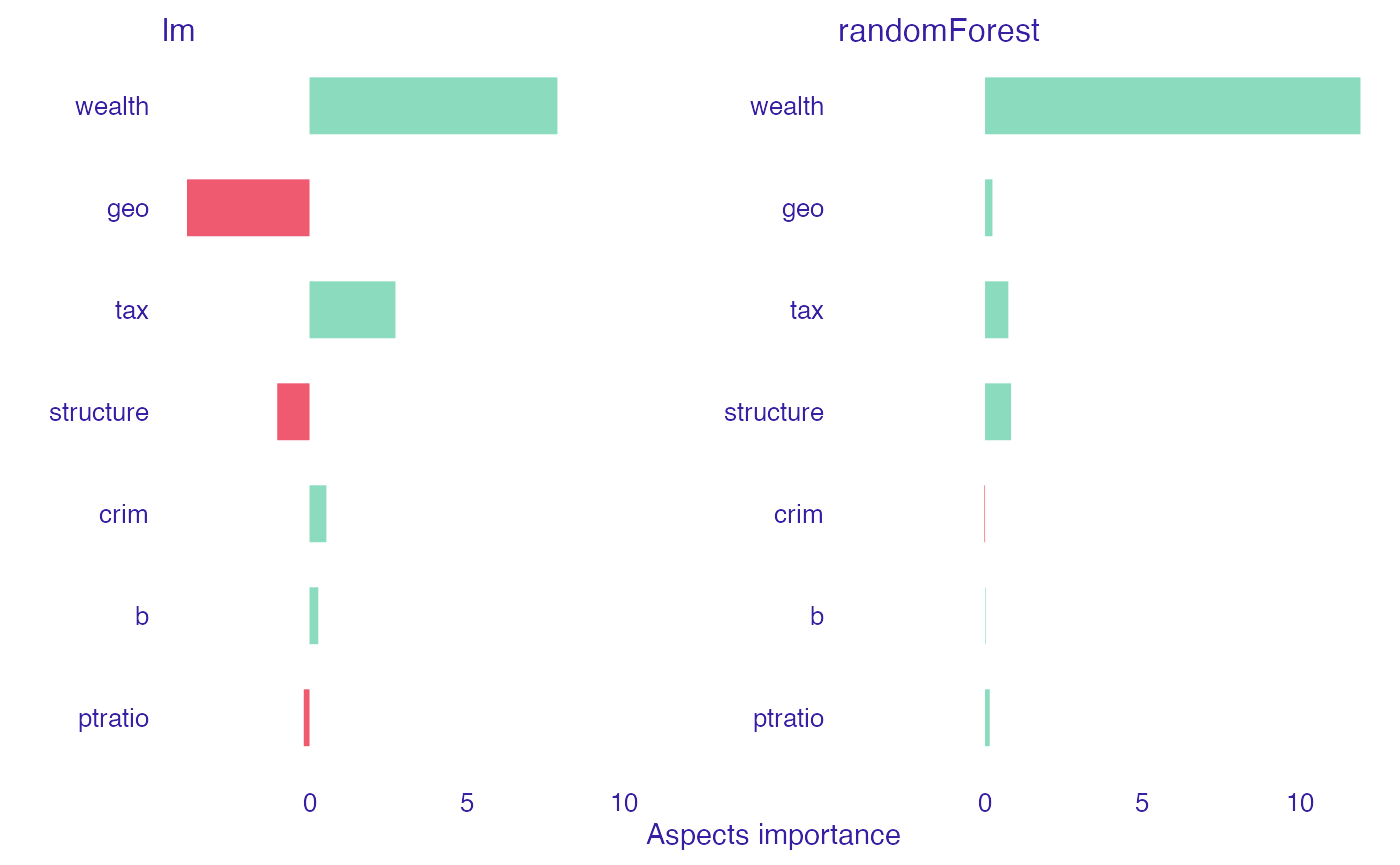 lm
wealth
geo
tax
structure
crim
b
ptratio
0 5 10
randomForest
wealth
geo
tax
structure
crim
b
ptratio
0 5 10
Aspects importance